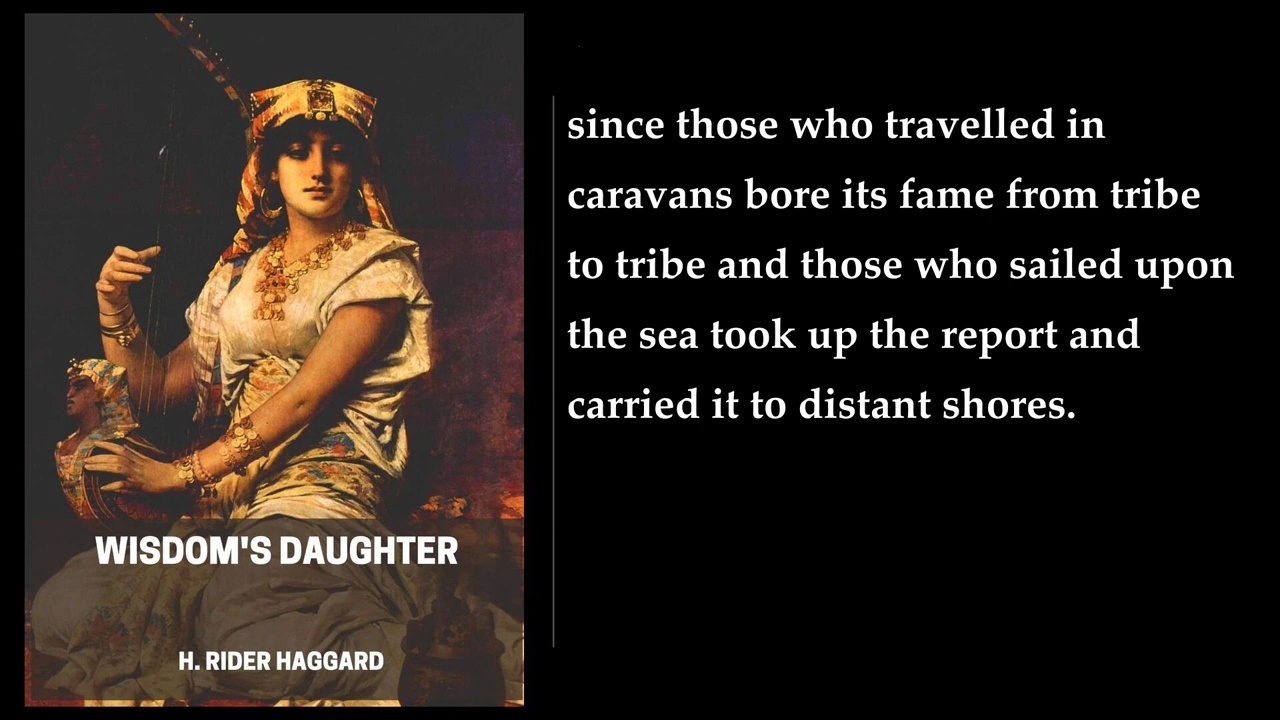 WISDOM'S DAUGHTER
H. RIDER HAGGARD
since those who travelled in
caravans bore its fame from tribe
to tribe and those who sailed upon
the sea took up the report and
carried it to distant shores.